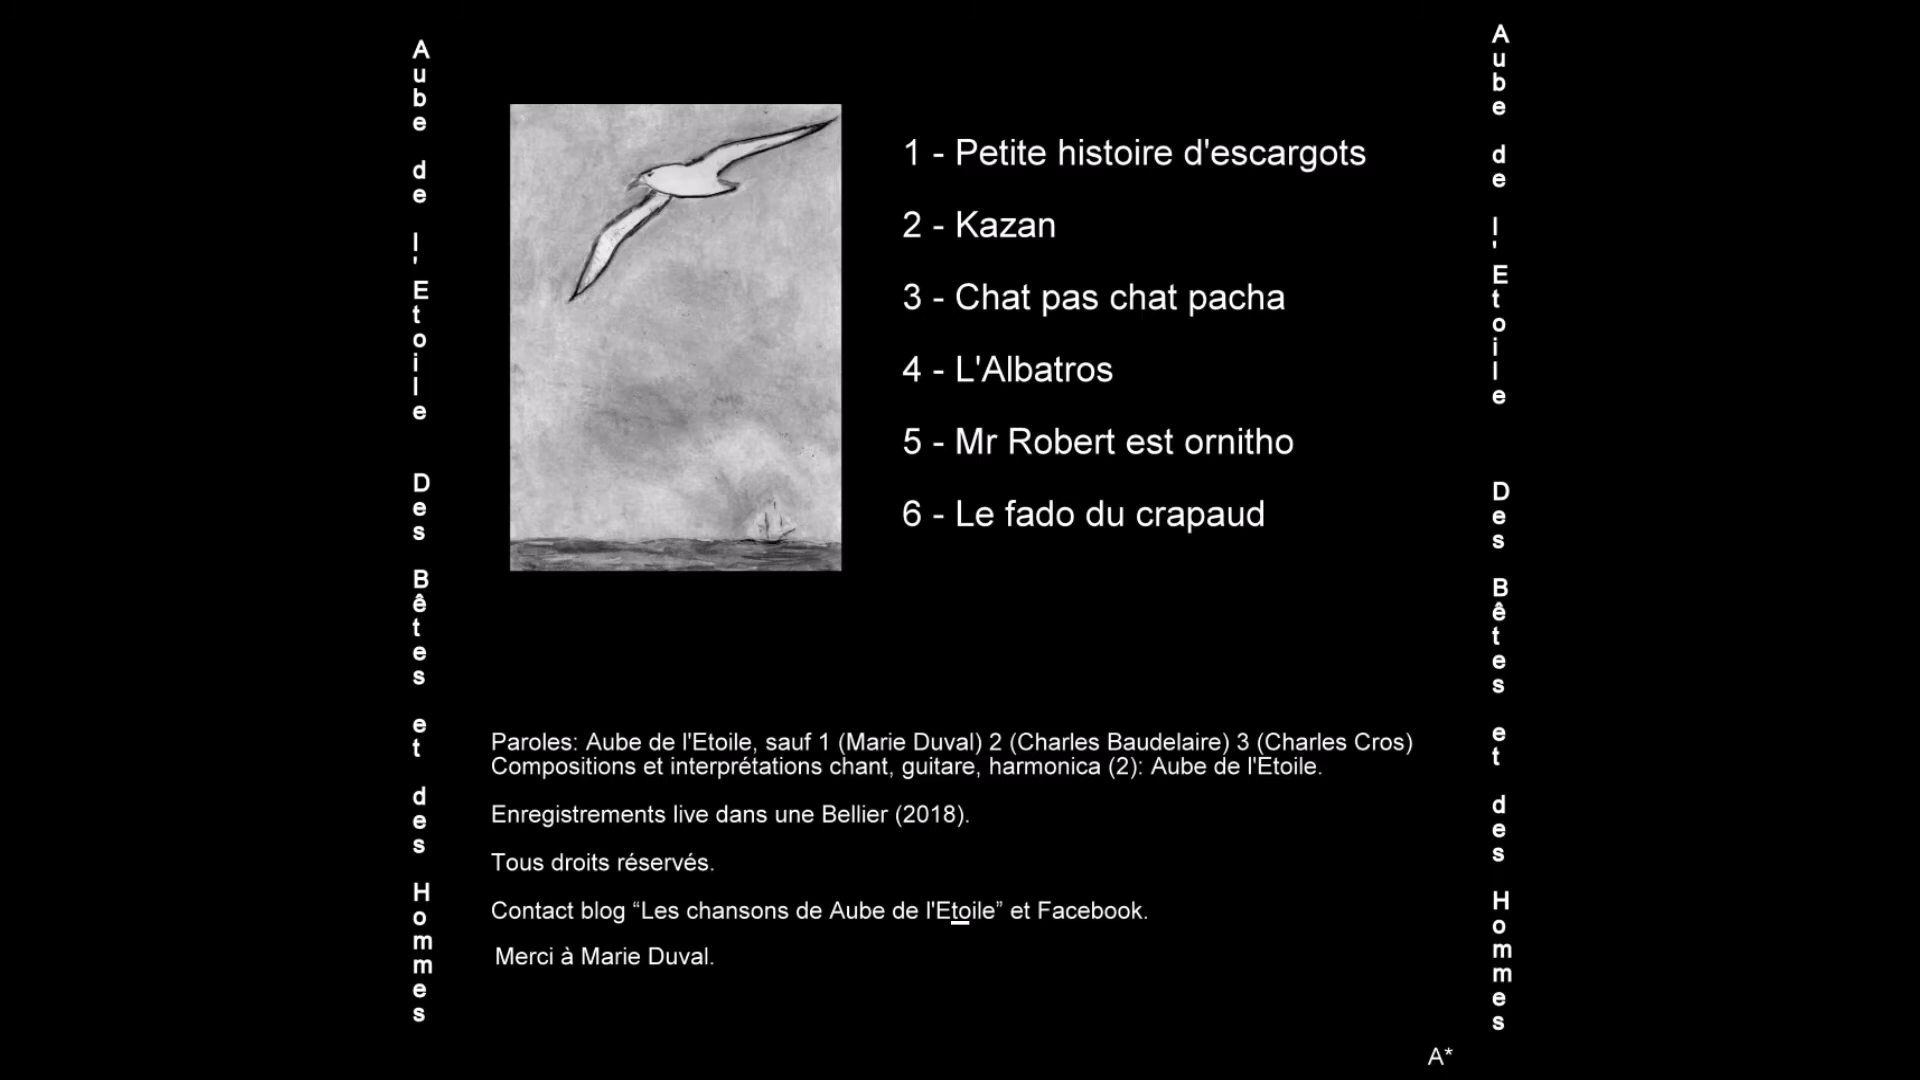 Aube de l'Etoile Des Bêtes et des Hommes
1 - Petite histoire d'escargots
2 - Kazan
3 - Chat pas chat pacha
4 - L'Albatros
5 - Mr Robert est ornitho
6 - Le fado du crapaud
Paroles: Aube de l'Etoile, sauf 1 (Marie Duval) 2 (Charles Baudelaire) 3 (Charles Cros)
Compositions et interprétations chant, guitare, harmonica (2): Aube de l'Etoile.
Enregistrements live dans une Bellier (2018).
Tous droits réservés.
Contact blog “Les chansons de Aube de l'Etoile” et Facebook.
Merci à Marie Duval.
A*
Aube de l'Etoile Des Bêtes et des Hommes